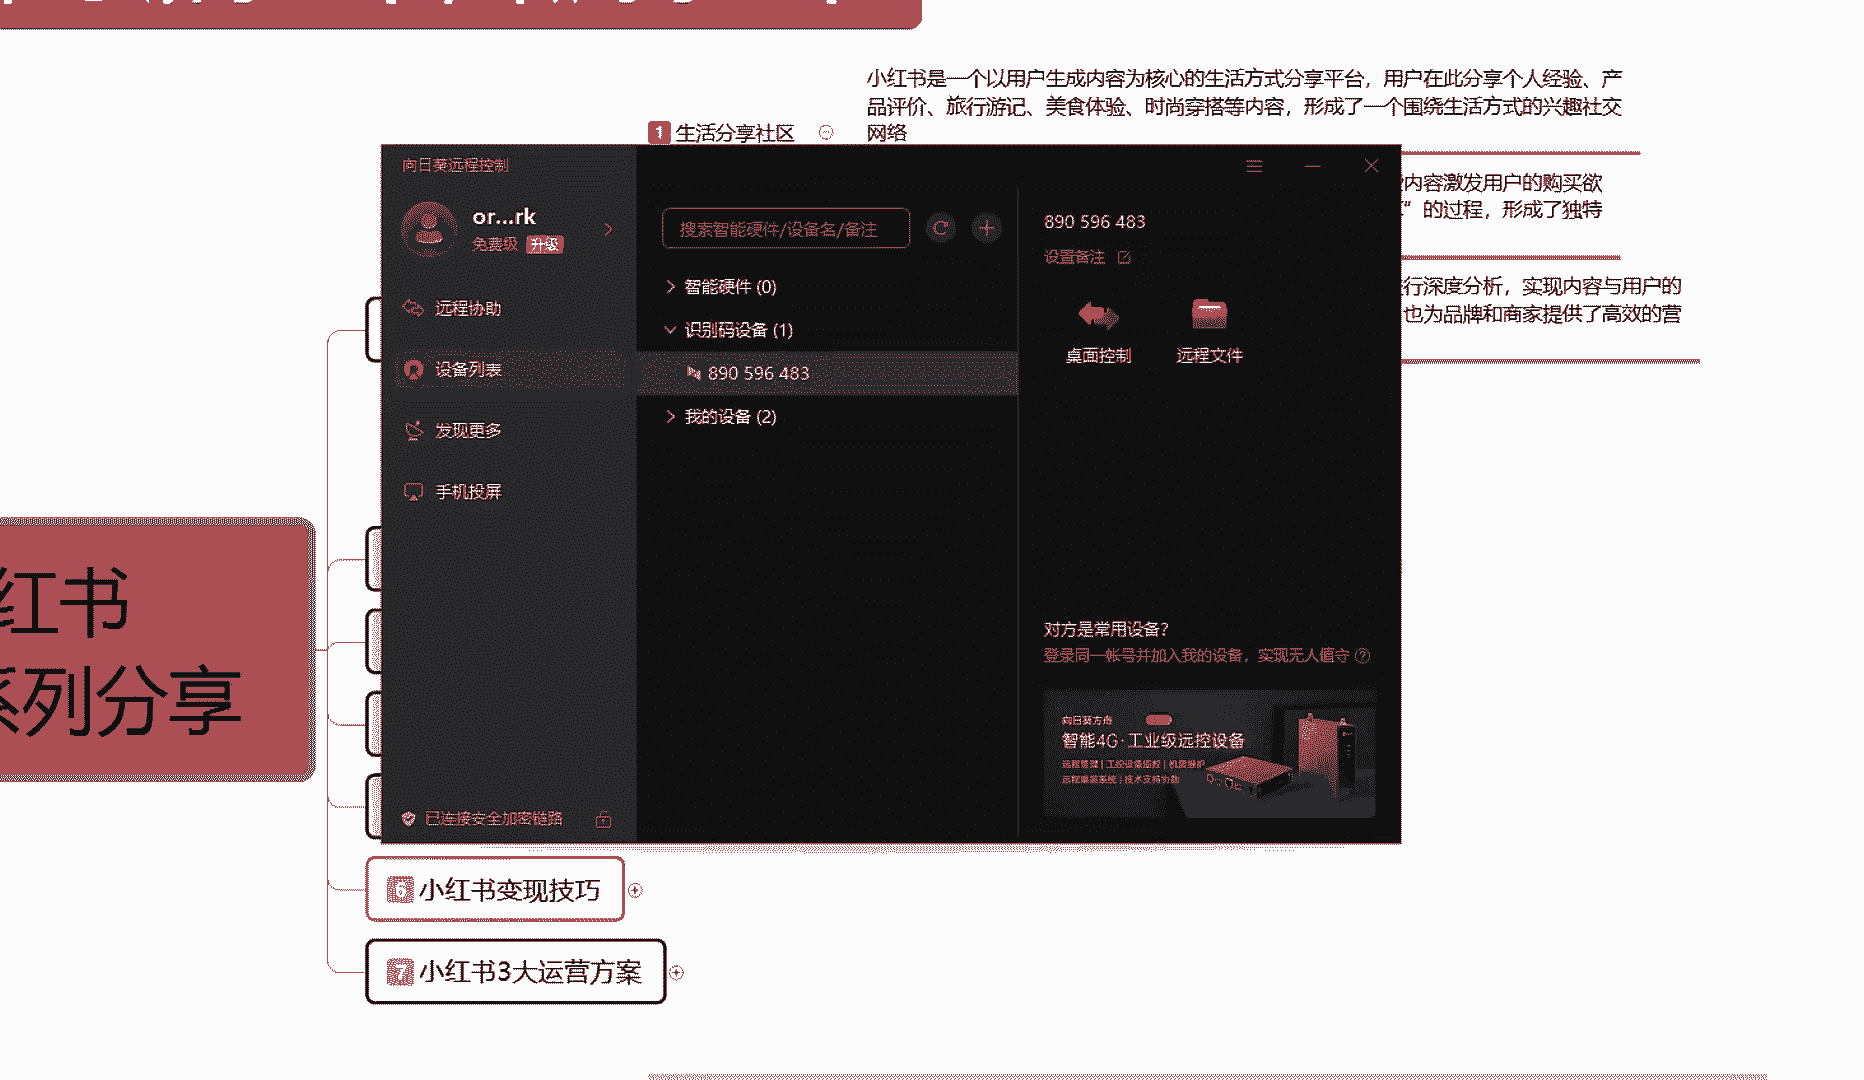 小红书是一个以用户生成内容为核心的生活方式分享平台，用户在此分享个人经验、产
品评价、旅行游记、美食体验、时尚穿搭等内容，形成了一个围绕生活方式的兴趣社交
网络
1 生活分享社区
内容激发用户的购买欲
”的过程，形成了独特
行深度分析，实现内容与用户的
也为品牌和商家提供了高效的营
向日葵远程控制
or...rk
免费级 升级
远程协助
设备列表
发现更多
手机投屏
已连接安全加密链路
搜索智能硬件/设备名/备注
智能硬件 (0)
识别码设备 (1)
890 596 483
我的设备 (2)
890 596 483
设置备注
桌面控制 远程文件
对方是常用设备？
登录同一帐号并加入我的设备，实现无人值守
向日葵方舟
智能4G·工业级远控设备
远程管理 | 工控设备监控 | 机房维护
技术支持协助
红书
系列分享
6 小红书变现技巧
7 小红书3大运营方案